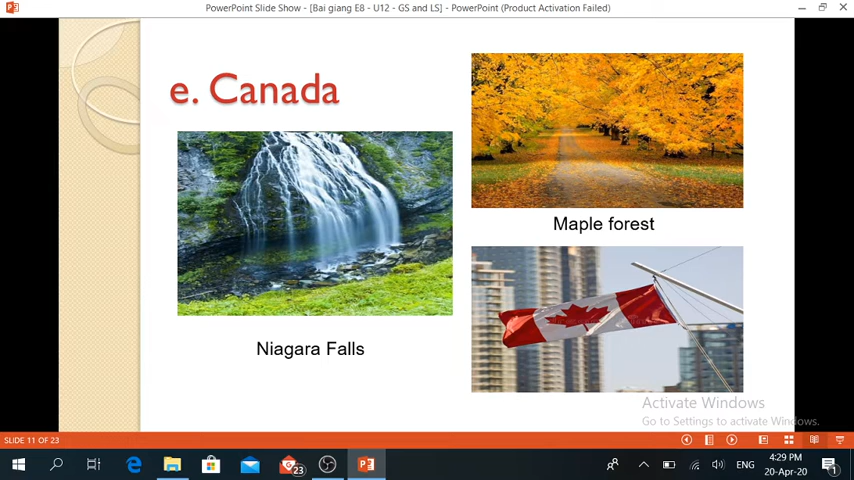 PowerPoint Slide Show - [Bai giang E8 - U12 - GS and LS] - PowerPoint (Product Activation Failed)
e. Canada
Maple forest
Niagara Falls
Activate Windows
Go to Settings to activate Windows.
SLIDE 11 OF 23
23
ENG
4:29 PM
20-Apr-20
1